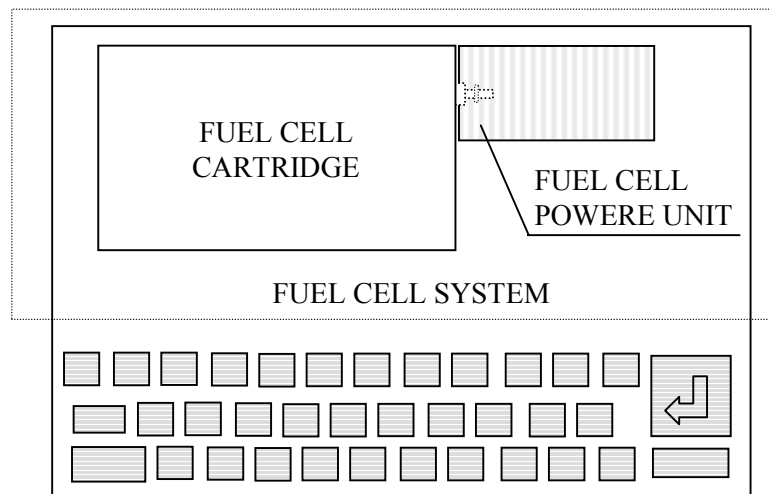 FUEL CELL
CARTRIDGE
FUEL CELL
POWERE UNIT
FUEL CELL SYSTEM